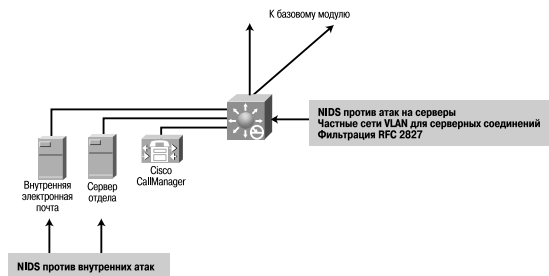 К базовому модулю
NIDS против атак на серверы
Частные сети VLAN для серверных соединений
Фильтрация RFC 2827
Внутренняя
электронная
почта
Сервер
отдела
Cisco
CallManager
NIDS против внутренних атак